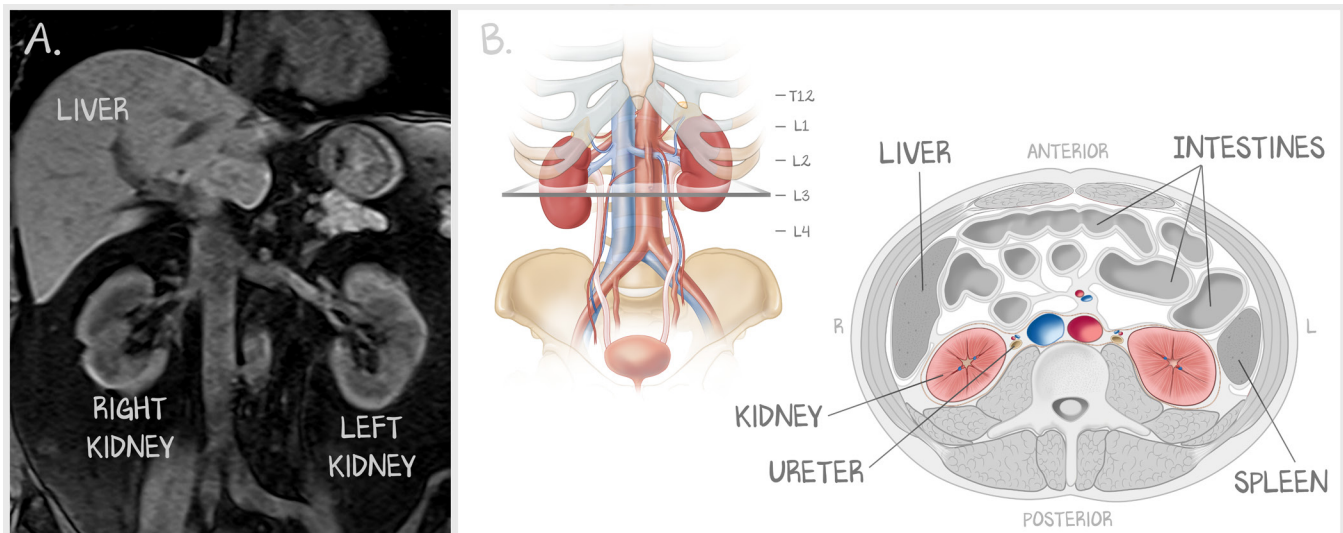 A.
LIVER
RIGHT
KIDNEY
LEFT
KIDNEY
B.
T12
L1
L2
L3
L4
LIVER
ANTERIOR
INTESTINES
R
L
KIDNEY
URETER
SPLEEN
POSTERIOR